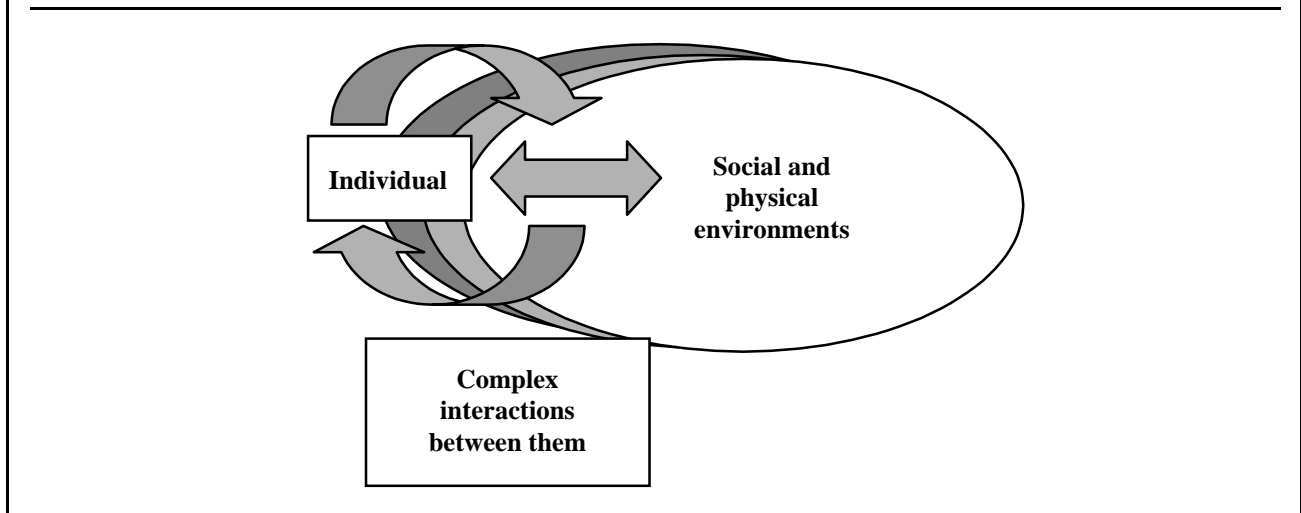 Individual
Social and
physical
environments
Complex
interactions
between them